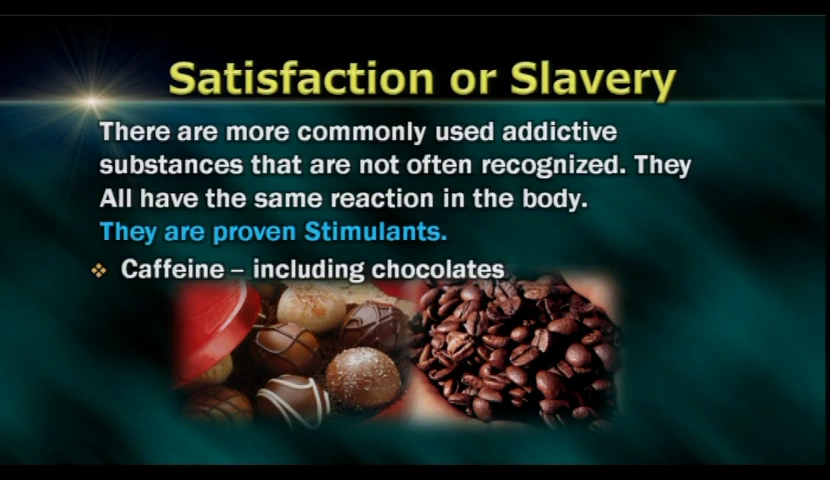 Satisfaction or Slavery
There are more commonly used addictive
substances that are not often recognized. They
All have the same reaction in the body.
They are proven Stimulants.
❖ Caffeine – including chocolates